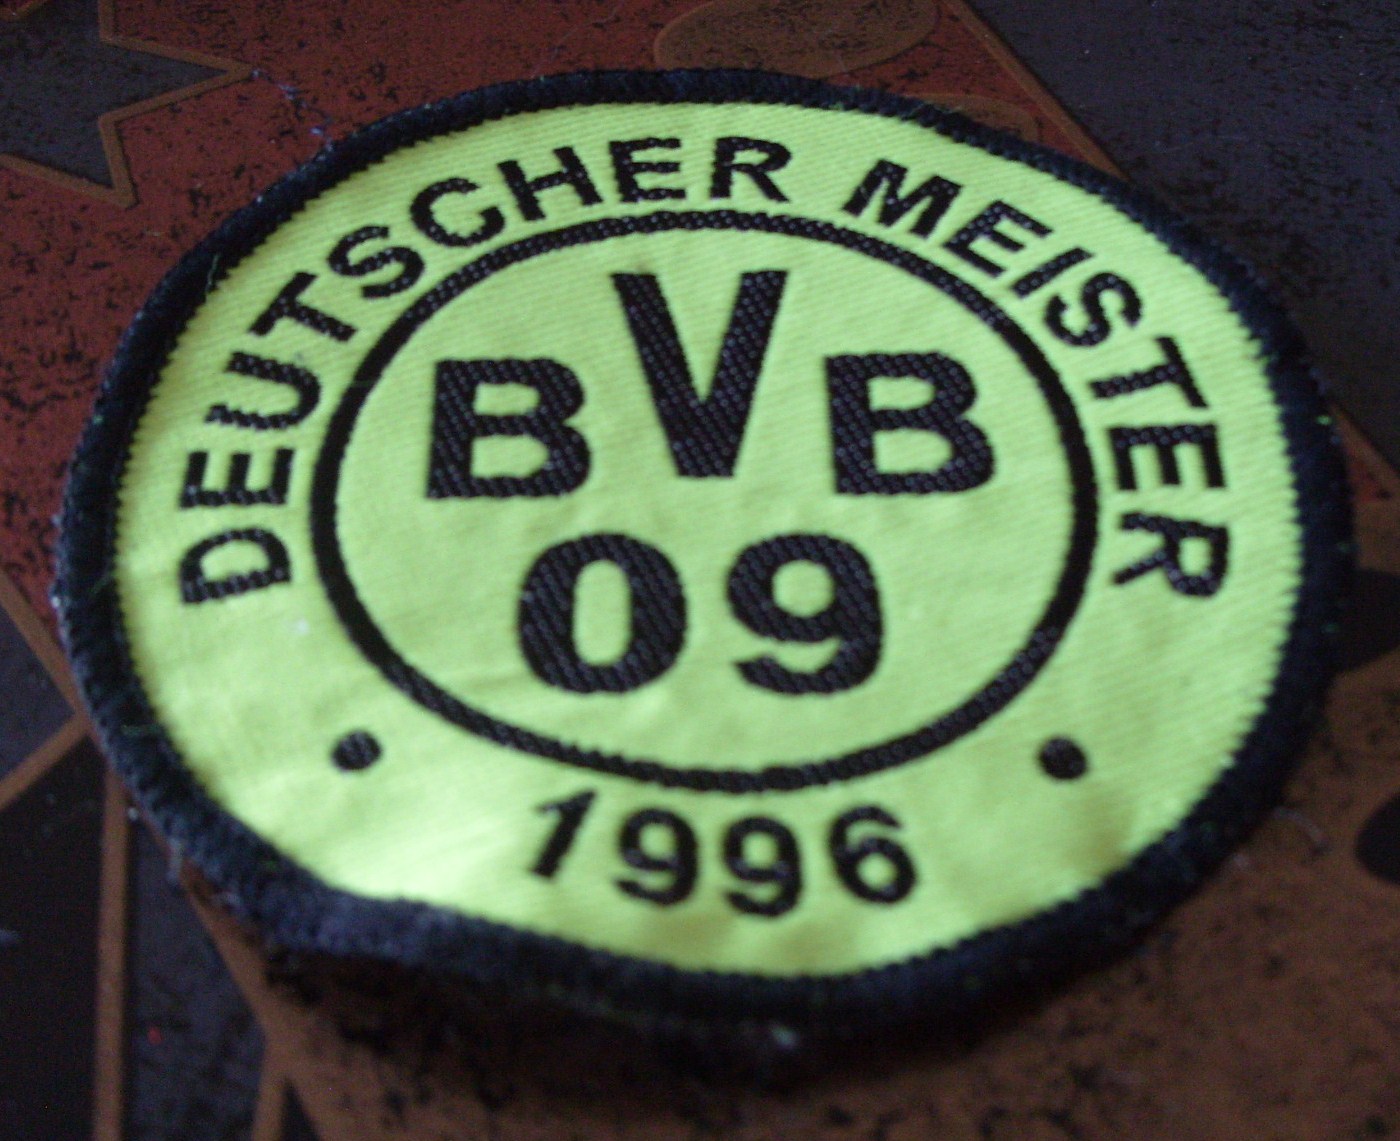 DEUTSCHER MEISTER
BVB
09
• 1996 •